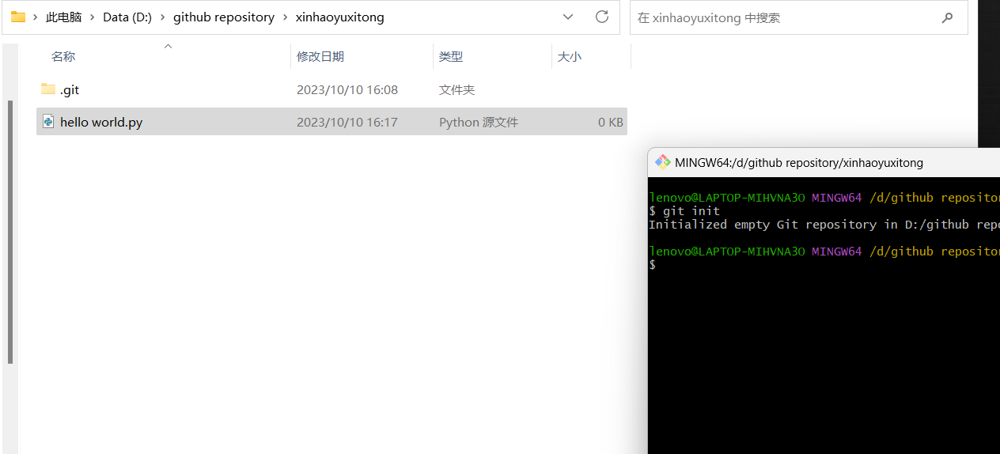 此电脑 › Data (D:) › github repository › xinhaoyuxitong
在 xinhaoyuxitong 中搜索
名称 修改日期 类型 大小
.git 2023/10/10 16:08 文件夹
hello world.py 2023/10/10 16:17 Python 源文件 0 KB
MINGW64:/d/github repository/xinhaoyuxitong
lenovo@LAPTOP-MIHVNA3O MINGW64 /d/github repositor
$ git init
Initialized empty Git repository in D:/github repo
lenovo@LAPTOP-MIHVNA3O MINGW64 /d/github repositor
$